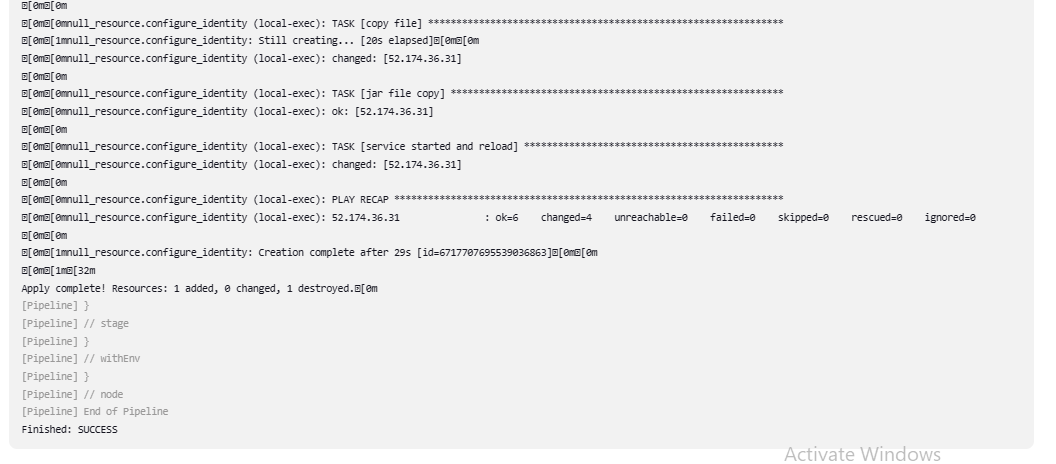 [0m[0m
[0m[0mnull_resource.configure_identity (local-exec): TASK [copy file] ***************************************************************
[0m[1mnull_resource.configure_identity: Still creating... [20s elapsed][0m[0m
[0m[0mnull_resource.configure_identity (local-exec): changed: [52.174.36.31]
[0m[0m
[0m[0mnull_resource.configure_identity (local-exec): TASK [jar file copy] ***********************************************************
[0m[0mnull_resource.configure_identity (local-exec): ok: [52.174.36.31]
[0m[0m
[0m[0mnull_resource.configure_identity (local-exec): TASK [service started and reload] **********************************************
[0m[0mnull_resource.configure_identity (local-exec): changed: [52.174.36.31]
[0m[0m
[0m[0mnull_resource.configure_identity (local-exec): PLAY RECAP *********************************************************************
[0m[0mnull_resource.configure_identity (local-exec): 52.174.36.31 : ok=6 changed=4 unreachable=0 failed=0 skipped=0 rescued=0 ignored=0
[0m[0m
[0m[1mnull_resource.configure_identity: Creation complete after 29s [id=6717707695539036863][0m[0m
[0m[1m[32m
Apply complete! Resources: 1 added, 0 changed, 1 destroyed.[0m
[Pipeline] }
[Pipeline] // stage
[Pipeline] }
[Pipeline] // withEnv
[Pipeline] }
[Pipeline] // node
[Pipeline] End of Pipeline
Finished: SUCCESS
Activate Windows